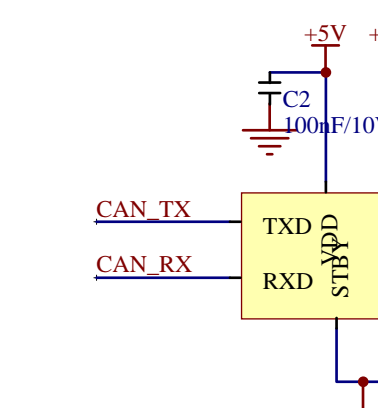 +5V +
C2
100nF/10V
CAN_TX
TXD
VDD
STBY
CAN_RX
RXD